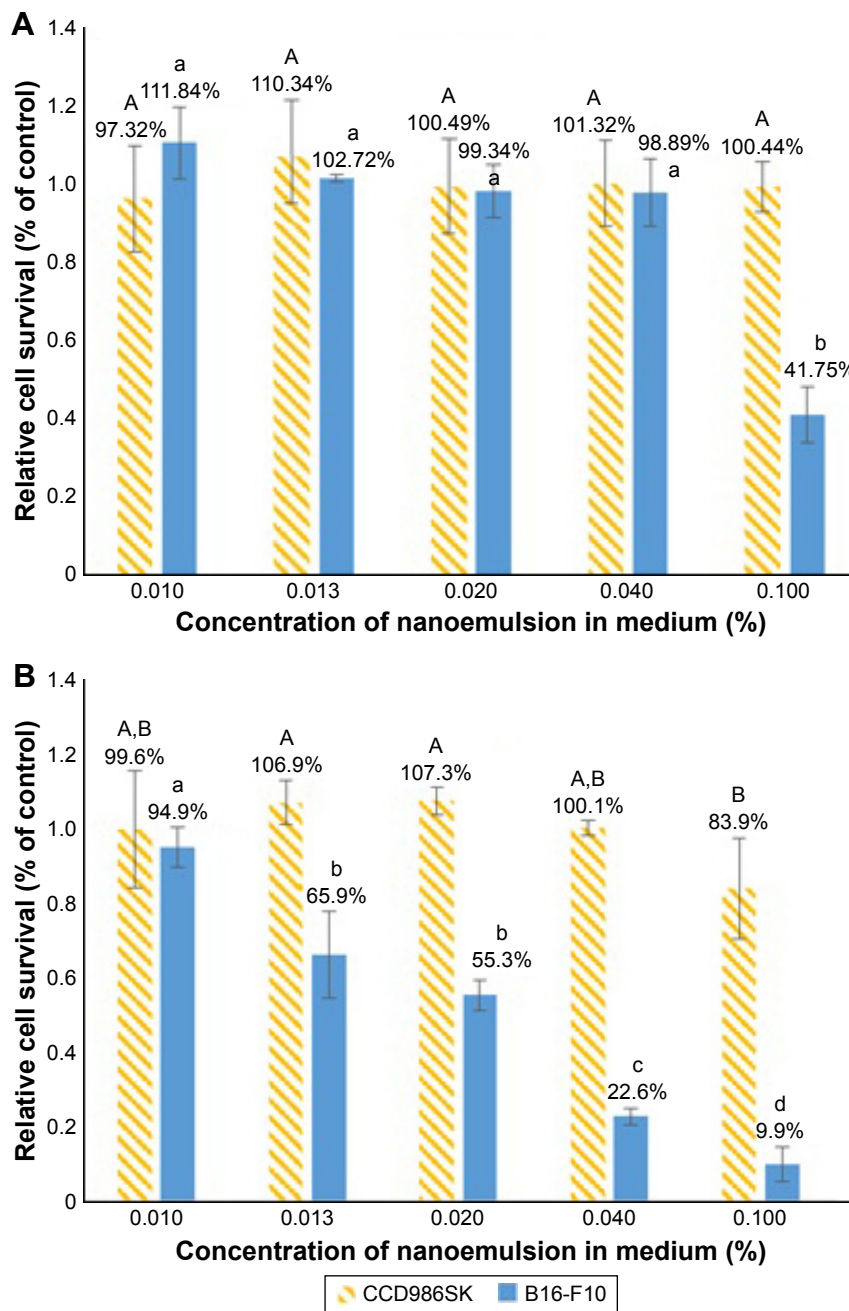 A
Relative cell survival (% of control)
1.4
1.2
1.0
0.8
0.6
0.4
0.2
0
A
97.32%
a
111.84%
A
110.34%
a
102.72%
A
100.49%
99.34%
a
A
101.32%
98.89%
a
A
100.44%
b
41.75%
0.010 0.013 0.020 0.040 0.100
Concentration of nanoemulsion in medium (%)
B
Relative cell survival (% of control)
1.4
1.2
1.0
0.8
0.6
0.4
0.2
0
A,B
99.6%
a
94.9%
A
106.9%
b
65.9%
A
107.3%
b
55.3%
A,B
100.1%
c
22.6%
B
83.9%
d
9.9%
0.010 0.013 0.020 0.040 0.100
Concentration of nanoemulsion in medium (%)
CCD986SK B16-F10